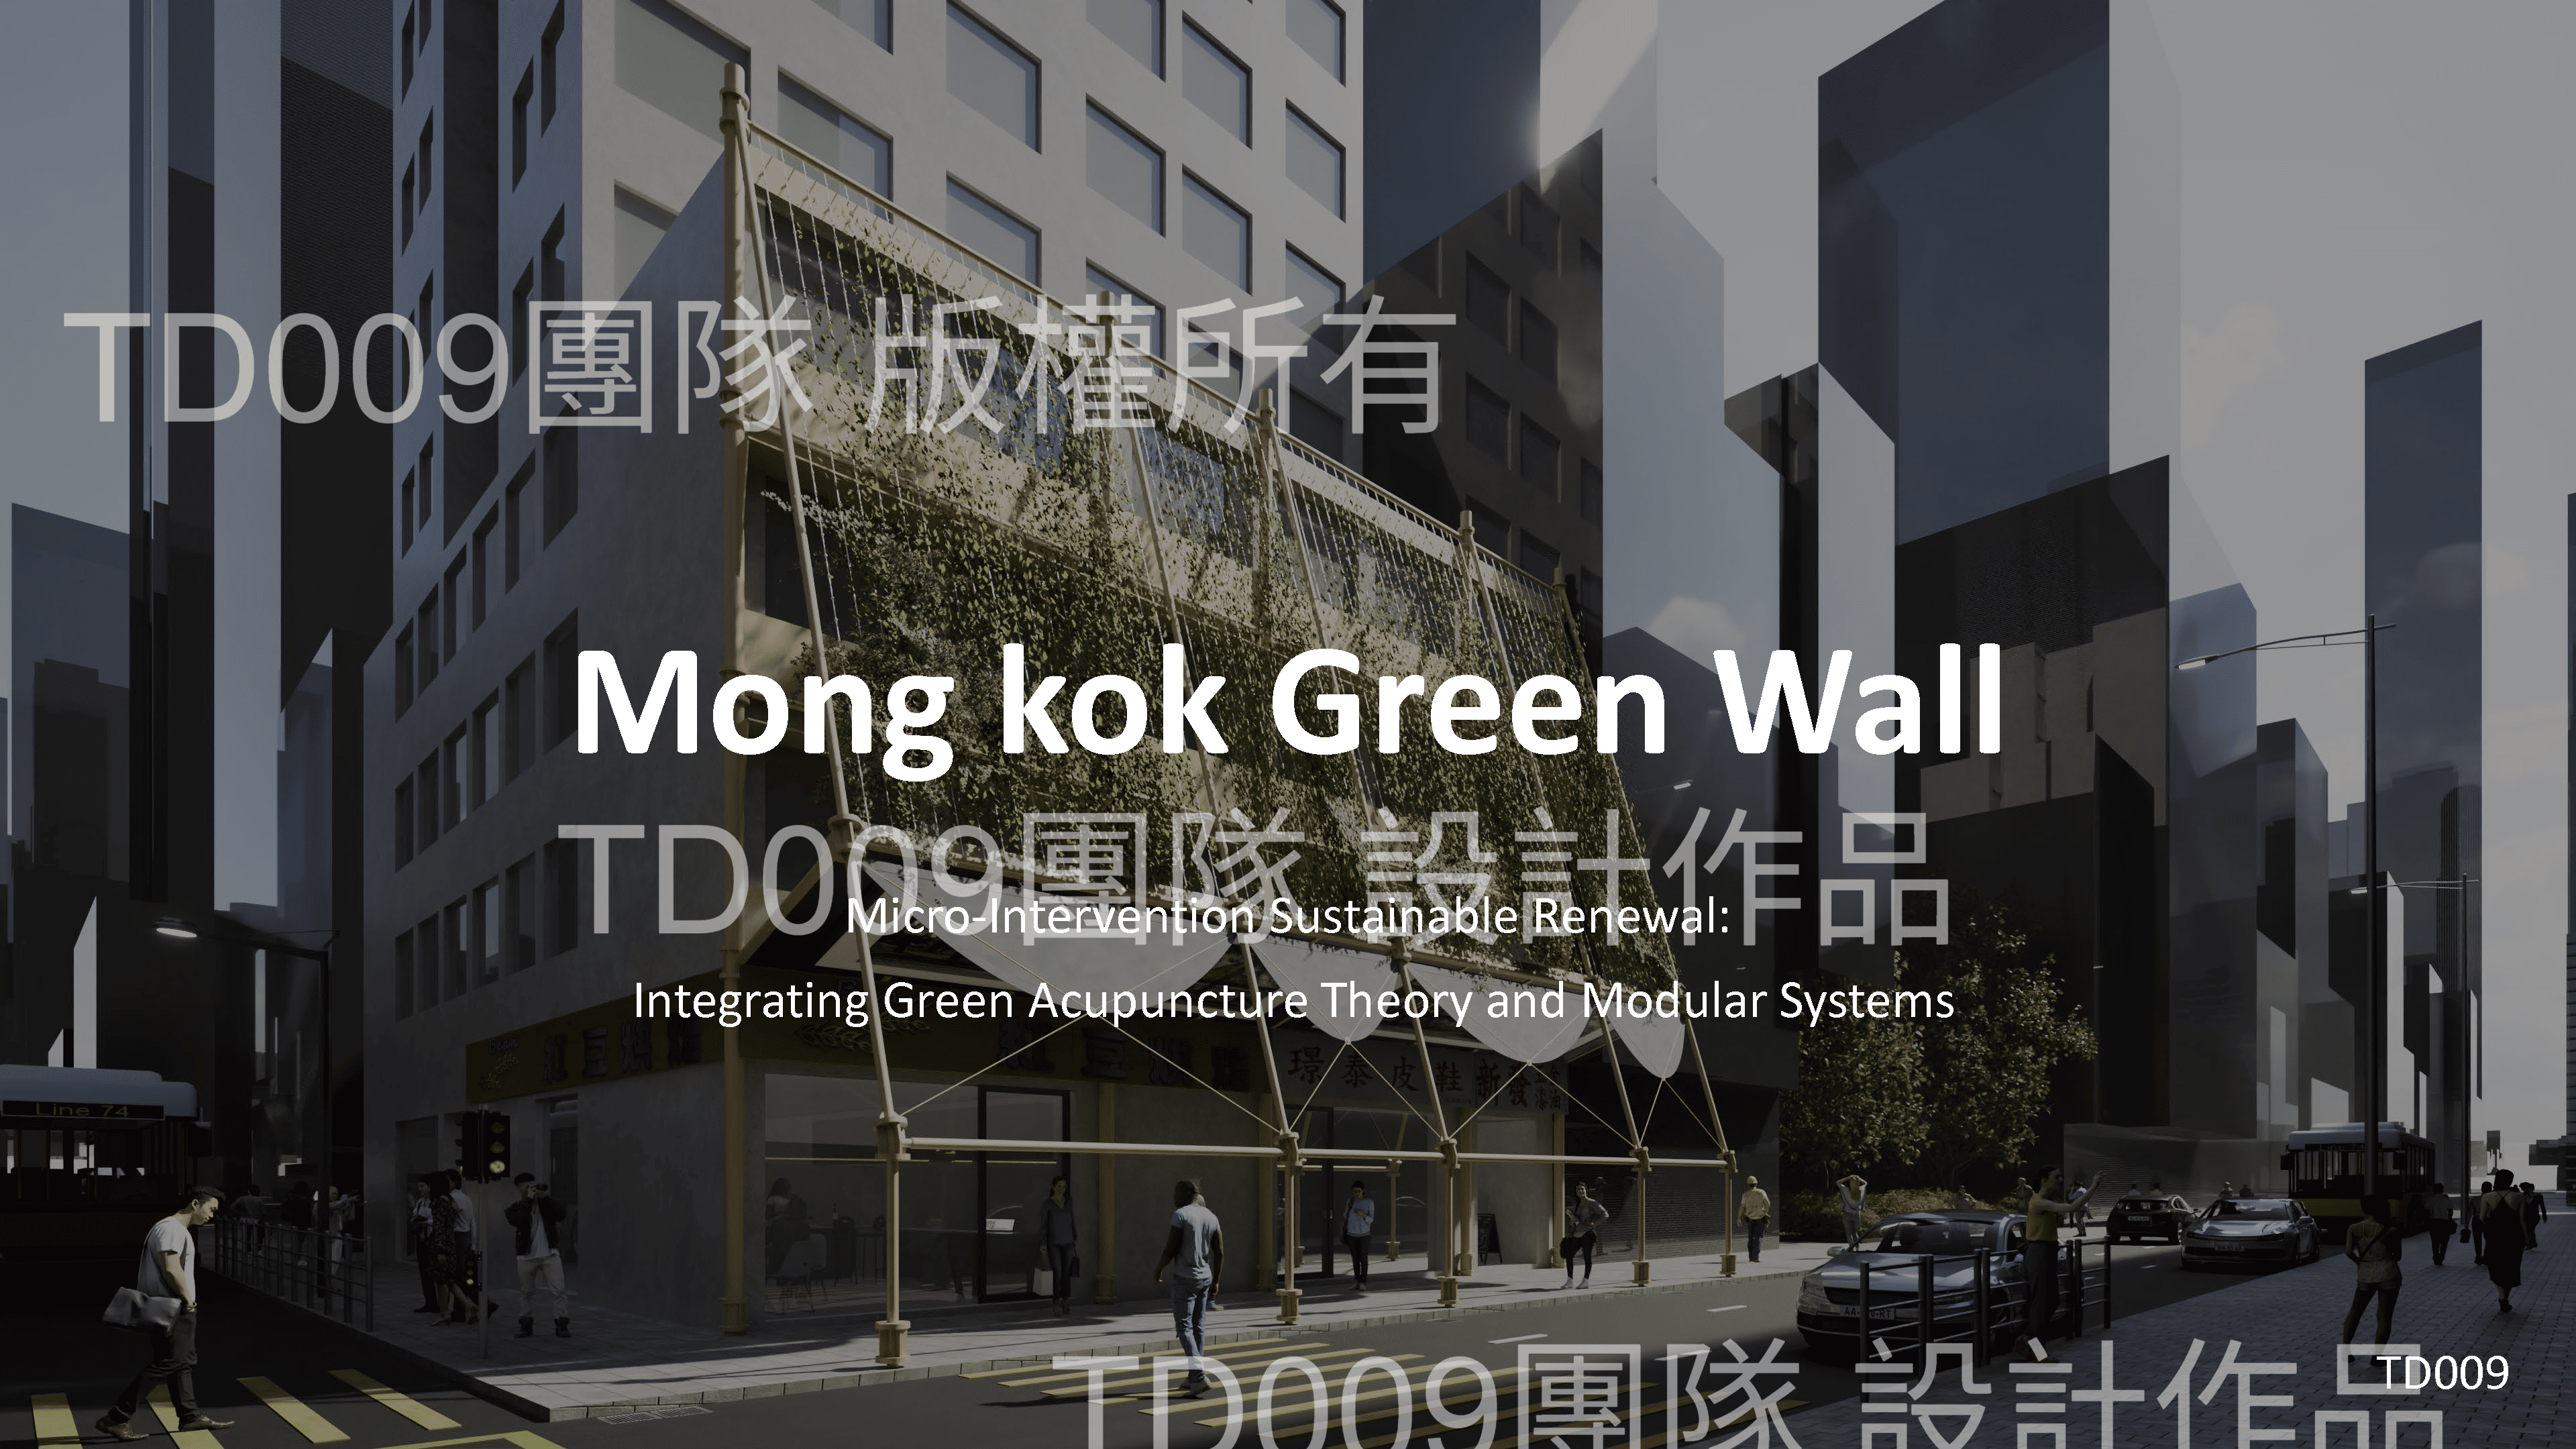 TD009團隊 版權所有
Mong kok Green Wall
TD009團隊 設計作品
Micro-Intervention Sustainable Renewal:
Integrating Green Acupuncture Theory and Modular Systems
璟泰皮鞋
新發
Line 74
TD009團隊 設計作品
TD009